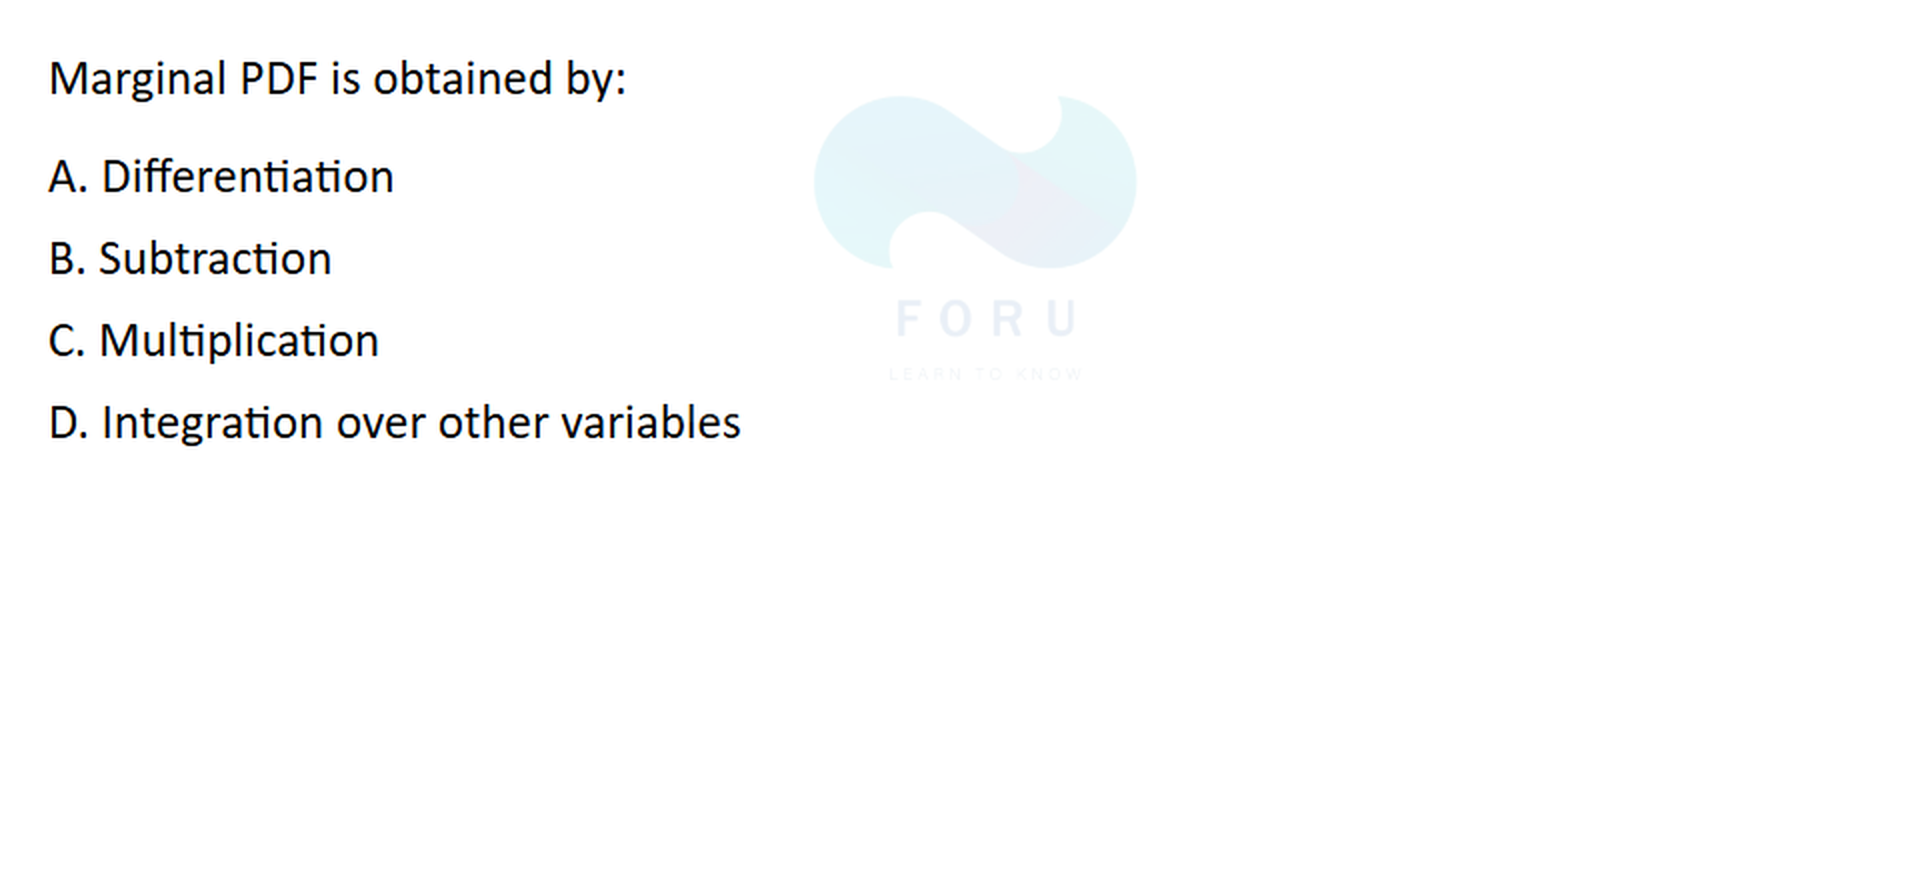 Marginal PDF is obtained by:
A. Differentiation
B. Subtraction
C. Multiplication
D. Integration over other variables
FORU
LEARN TO KNOW